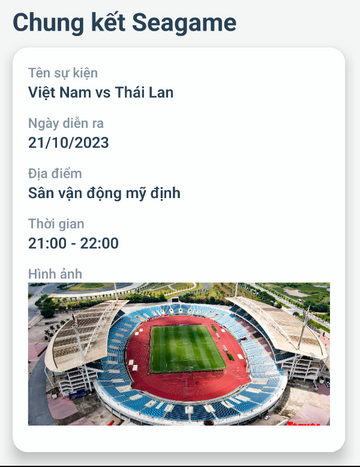 Chung kết Seagame
Tên sự kiện
Việt Nam vs Thái Lan
Ngày diễn ra
21/10/2023
Địa điểm
Sân vận động mỹ định
Thời gian
21:00 - 22:00
Hình ảnh